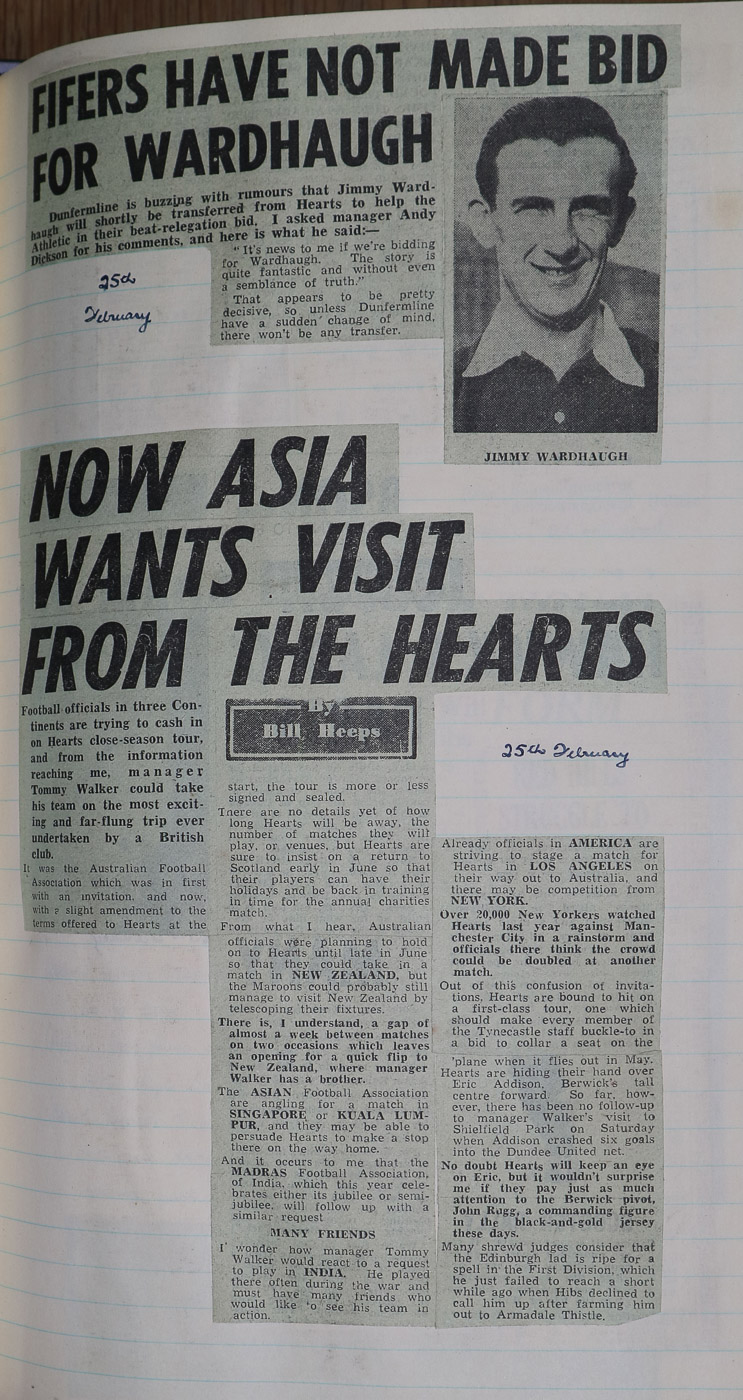 FIFERS HAVE NOT MADE BID
FOR WARDHAUGH
Dunfermline is buzzing with rumours that Jimmy Ward-
haugh will shortly be transferred from Hearts to help the
Athletic in their beat-relegation bid. I asked manager Andy
Dickson for his comments, and here is what he said:—
"It's news to me if we're bidding
for Wardhaugh. The story is
quite fantastic and without even
a semblance of truth."
That appears to be pretty
decisive, so unless Dunfermline
have a sudden change of mind,
there won't be any transfer.
25th
February
JIMMY WARDHAUGH
NOW ASIA
WANTS VISIT
FROM THE HEARTS
Football officials in three Con-
tinents are trying to cash in
on Hearts close-season tour,
and from the information
reaching me, manager
Tommy Walker could take
his team on the most excit-
ing and far-flung trip ever
undertaken by a British
club.
It was the Australian Football
Association which was in first
with an invitation, and now,
with a slight amendment to the
terms offered to Hearts at the
By
Bill Heeps
start, the tour is more or less
signed and sealed.
There are no details yet of how
long Hearts will be away, the
number of matches they will
play, or venues, but Hearts are
sure to insist on a return to
Scotland early in June so that
their players can have their
holidays and be back in training
in time for the annual charities
match.
From what I hear, Australian
officials were planning to hold
on to Hearts until late in June
so that they could take in a
match in NEW ZEALAND, but
the Maroons could probably still
manage to visit New Zealand by
telescoping their fixtures.
There is, I understand, a gap of
almost a week between matches
on two occasions which leaves
an opening for a quick flip to
New Zealand, where manager
Walker has a brother.
The ASIAN Football Association
are angling for a match in
SINGAPORE or KUALA LUM-
PUR, and they may be able to
persuade Hearts to make a stop
there on the way home.
And it occurs to me that the
MADRAS Football Association,
of India, which this year cele-
brates either its jubilee or semi-
jubilee, will follow up with a
similar request
MANY FRIENDS
I wonder how manager Tommy
Walker would react to a request
to play in INDIA. He played
there often during the war and
must have many friends who
would like to see his team in
action.
25th February
Already officials in AMERICA are
striving to stage a match for
Hearts in LOS ANGELES on
their way out to Australia, and
there may be competition from
NEW YORK.
Over 20,000 New Yorkers watched
Hearts last year against Man-
chester City in a rainstorm and
officials there think the crowd
could be doubled at another
match.
Out of this confusion of invita-
tions, Hearts are bound to hit on
a first-class tour, one which
should make every member of
the Tynecastle staff buckle-to in
a bid to collar a seat on the
'plane when it flies out in May.
Hearts are hiding their hand over
Eric Addison, Berwick's tall
centre forward. So far, how-
ever, there has been no follow-up
to manager Walker's visit to
Shielfield Park on Saturday
when Addison crashed six goals
into the Dundee United net.
No doubt Hearts will keep an eye
on Eric, but it wouldn't surprise
me if they pay just as much
attention to the Berwick pivot,
John Rugg, a commanding figure
in the black-and-gold jersey
these days.
Many shrewd judges consider that
the Edinburgh lad is ripe for a
spell in the First Division, which
he just failed to reach a short
while ago when Hibs declined to
call him up after farming him
out to Armadale Thistle.